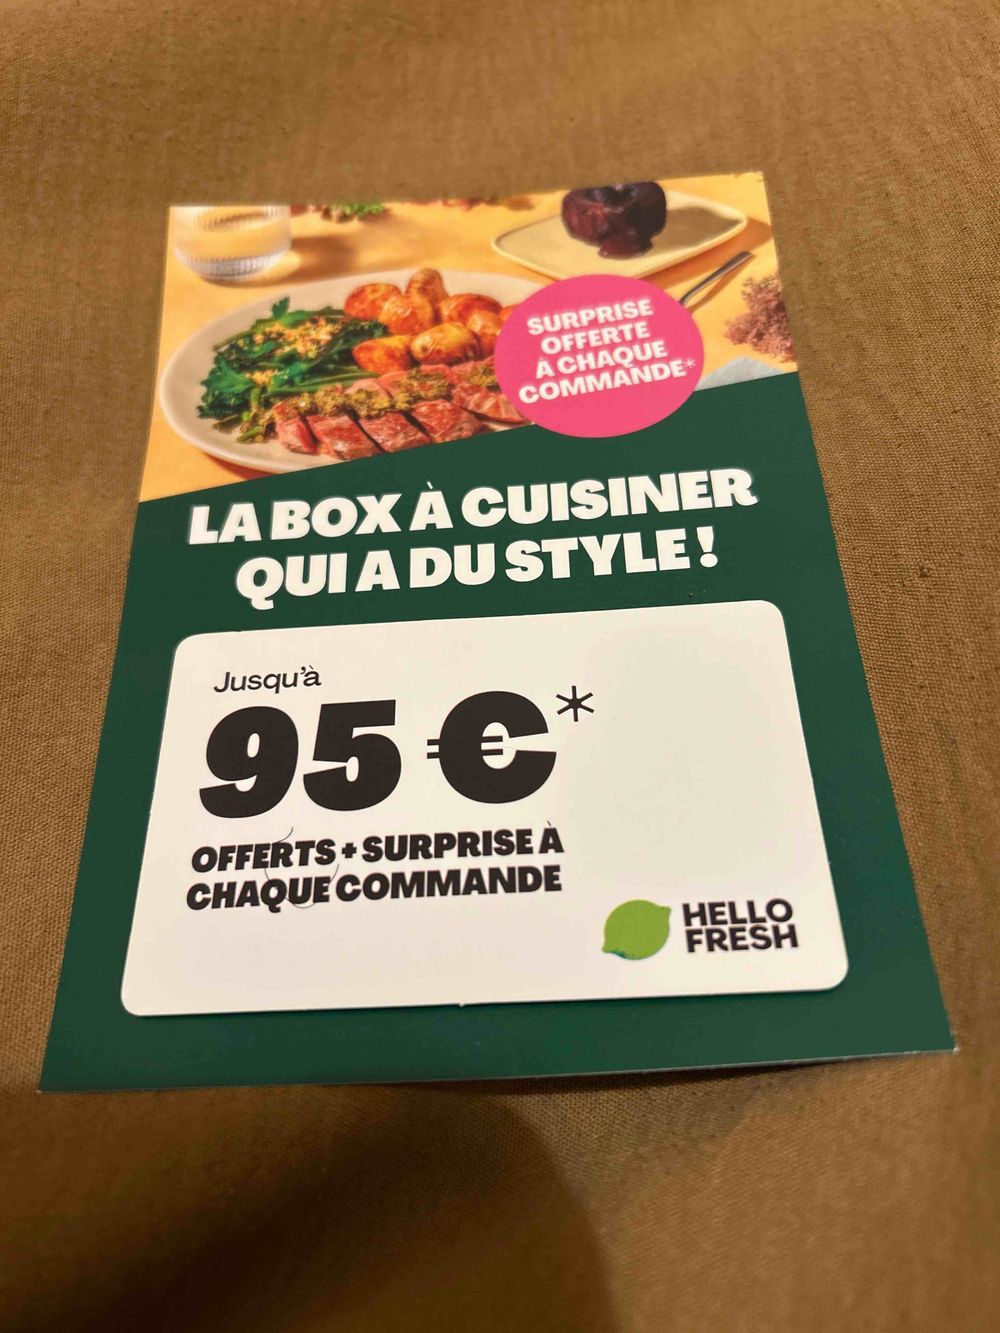 SURPRISE
OFFERTE
À CHAQUE
COMMANDE*
LA BOX À CUISINER
QUI A DU STYLE !
Jusqu'à
95 €*
OFFERTS + SURPRISE À
CHAQUE COMMANDE
HELLO
FRESH